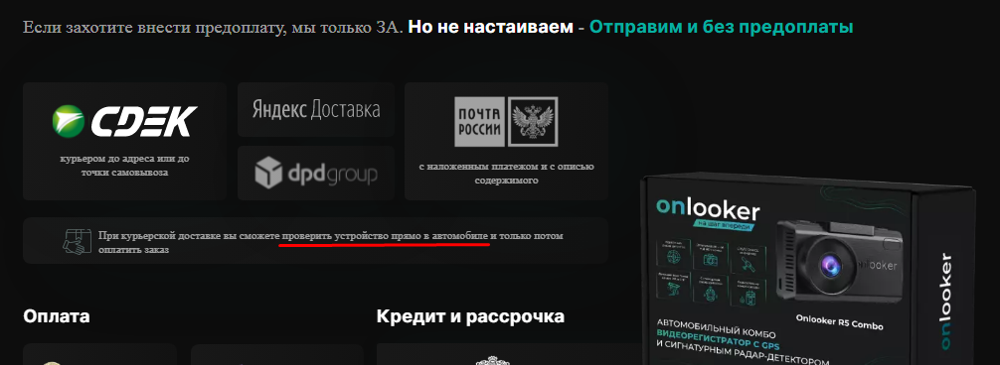 Если захотите внести предоплату, мы только ЗА. Но не настаиваем - Отправим и без предоплаты
CDEK
курьером до адреса или до
точки самовывоза
Яндекс Доставка
dpdgroup
ПОЧТА
РОССИИ
с наложенным платежом и с описью
содержимого
При курьерской доставке вы сможете проверить устройство прямо в автомобиле и только потом
оплатить заказ
Оплата
Кредит и рассрочка
onlooker
на шаг впереди
onlooker
Onlooker R5 Combo
АВТОМОБИЛЬНЫЙ КОМБО
ВИДЕОРЕГИСТРАТОР С GPS
И СИГНАТУРНЫМ РАДАР-ДЕТЕКТОРОМ
onlooker